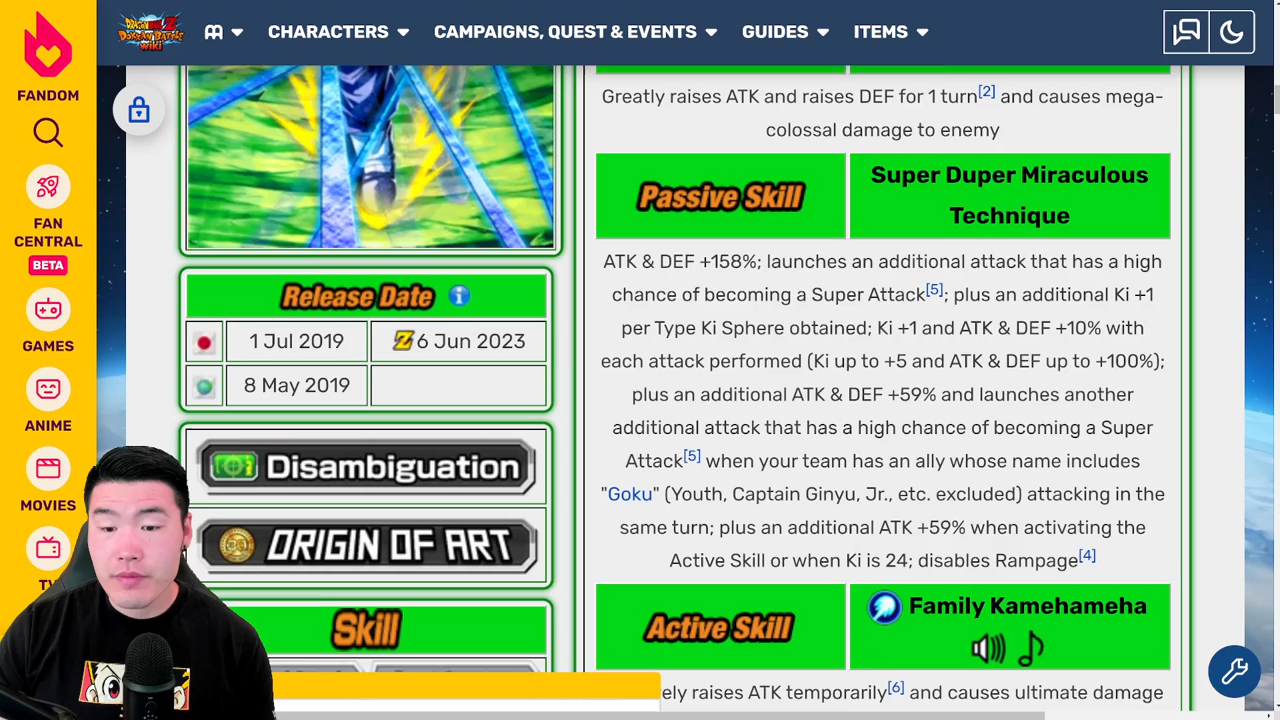 DRAGON BALL Z
DOKKAN BATTLE
WIKI
CHARACTERS
CAMPAIGNS, QUEST & EVENTS
GUIDES
ITEMS
FANDOM
FAN
CENTRAL
BETA
GAMES
ANIME
MOVIES
TV
Release Date
1 Jul 2019
6 Jun 2023
8 May 2019
Disambiguation
ORIGIN OF ART
Skill
Greatly raises ATK and raises DEF for 1 turn[2] and causes mega-
colossal damage to enemy
Passive Skill
Super Duper Miraculous
Technique
ATK & DEF +158%; launches an additional attack that has a high
chance of becoming a Super Attack[5]; plus an additional Ki +1
per Type Ki Sphere obtained; Ki +1 and ATK & DEF +10% with
each attack performed (Ki up to +5 and ATK & DEF up to +100%);
plus an additional ATK & DEF +59% and launches another
additional attack that has a high chance of becoming a Super
Attack[5] when your team has an ally whose name includes
"Goku" (Youth, Captain Ginyu, Jr., etc. excluded) attacking in the
same turn; plus an additional ATK +59% when activating the
Active Skill or when Ki is 24; disables Rampage[4]
Active Skill
Family Kamehameha
ely raises ATK temporarily[6] and causes ultimate damage